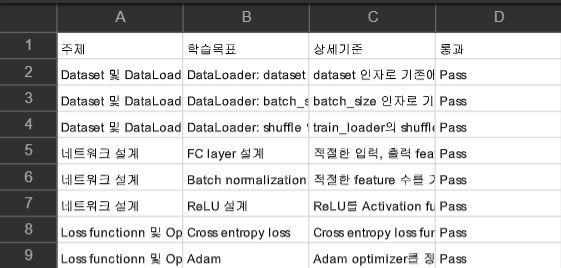 A B C D
1 주제 학습목표 상세기준 통과
2 Dataset 및 DataLoad DataLoader: dataset dataset 인자로 기존에 Pass
3 Dataset 및 DataLoad DataLoader: batch_s batch_size 인자로 기 Pass
4 Dataset 및 DataLoad DataLoader: shuffle train_loader의 shuffle Pass
5 네트워크 설계 FC layer 설계 적절한 입력, 출력 fea Pass
6 네트워크 설계 Batch normalization 적절한 feature 수를 Pass
7 네트워크 설계 ReLU 설계 ReLU를 Activation fu Pass
8 Loss functionn 및 Op Cross entropy loss Cross entropy loss fur Pass
9 Loss functionn 및 Op Adam Adam optimizer를 정 Pass